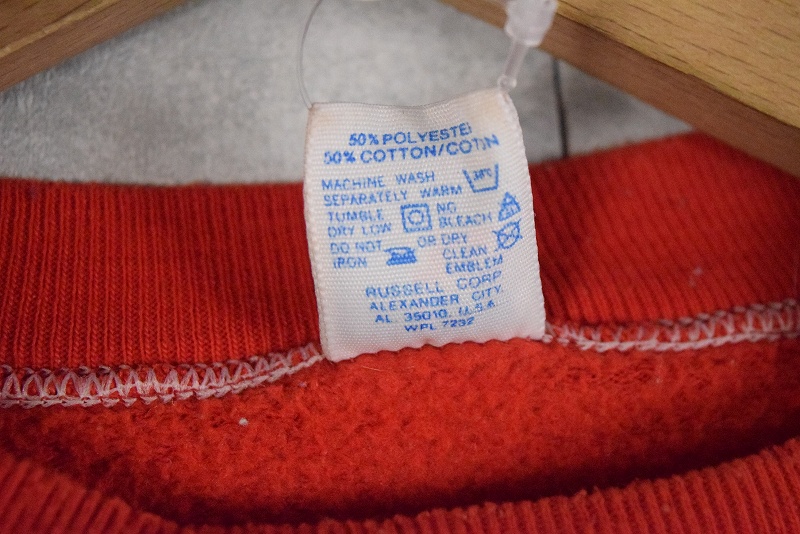 50% POLYESTER
50% COTTON/COTON
MACHINE WASH
SEPARATELY WARM
TUMBLE
DRY LOW
NO
BLEACH
DO NOT
IRON
OR DRY
CLEAN
EMBLEM
RUSSELL CORP
ALEXANDER CITY,
AL 35010, U.S.A.
WPL 7292